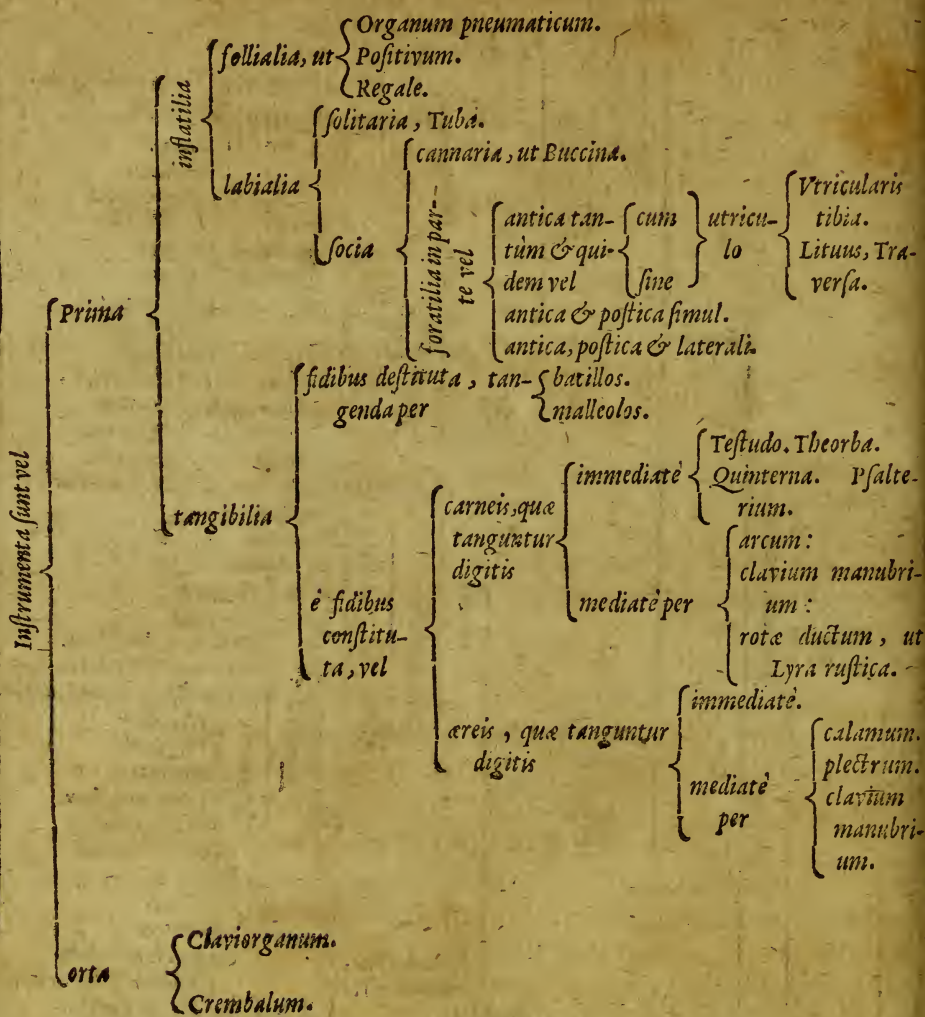 Instrumenta ſunt vel
Prima
inflatilia
follialia, ut
Organum pneumaticum.
Poſitivum.
Regale.
labialia
ſolitaria, Tuba.
ſocia
cannaria, ut Buccina.
foratilia in par-
te vel
antica tan-
tùm & qui-
dem vel
cum
ſine
utricu-
lo
Vtricularis
tibia.
Lituus, Tra-
verſa.
antica & poſtica ſimul.
antica, poſtica & laterali.
tangibilia
fidibus deſtituta, tan-
genda per
batillos.
malleolos.
è fidibus
conſtitu-
ta, vel
carneis, quæ
tanguntur
digitis
immediatè
Teſtudo. Theorba.
Quinterna. Pſalte-
rium.
mediatè per
arcum:
clavium manubri-
um:
rotæ ductum, ut
Lyra ruſtica.
æreis, quæ tanguntur
digitis
immediatè.
mediatè
per
calamum.
plectrum.
clavium
manubri-
um.
orta
Claviorganum.
Crembalum.